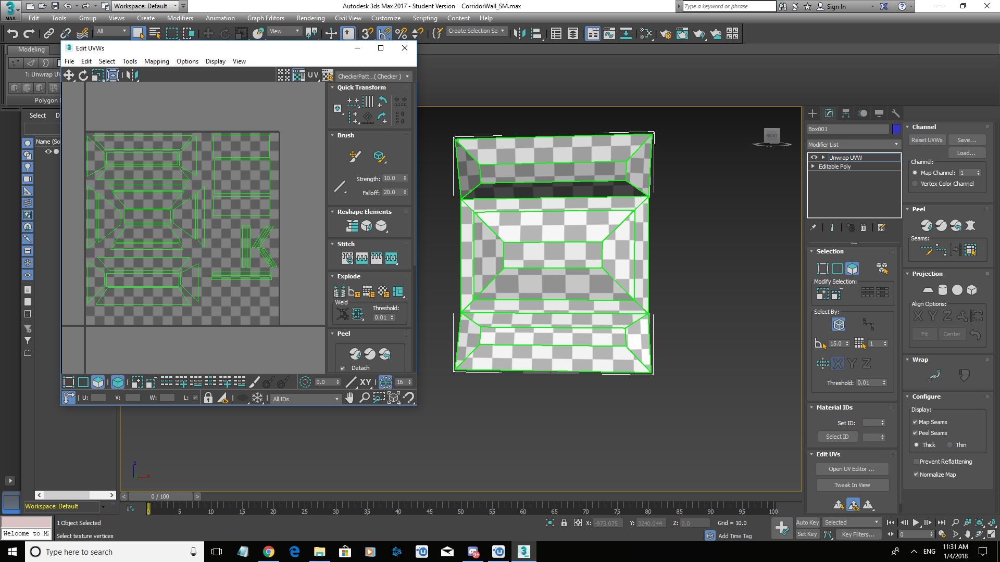 Workspace: Default
Autodesk 3ds Max 2017 - Student Version CorridorWall_SM.max
Type a keyword or phrase
Sign In
MAX
Edit Tools Group Views Create Modifiers Animation Graph Editors Rendering Civil View Customize Scripting Content Help
All
View
Create Selection Se
Modeling
3 Edit UVWs
File Edit Select Tools Mapping Options Display View
1: Unwrap UV
UV
CheckerPatt...( Checker )
Polygon
Select D
Name (So
Quick Transform
Brush
Strength: 10.0
Falloff: 20.0
Reshape Elements
Stitch
Explode
Weld
Threshold:
0.01
Peel
Detach
0.0
XY
16
U:
V:
W:
L:
All IDs
FRONT
Box001
Modifier List
Unwrap UVW
Editable Poly
Selection
Modify Selection:
Select By:
15.0
1
X Y Z
Threshold: 0.01
Material IDs
Set ID:
Select ID
Edit UVs
Open UV Editor ...
Tweak In View
Channel
Reset UVWs
Save...
Load...
Channel:
Map Channel: 1
Vertex Color Channel
Peel
Seams:
Projection
Align Options:
X Y Z
Fit
Center
Wrap
Configure
Display:
Map Seams
Peel Seams
Thick
Thin
Prevent Reflattening
Normalize Map
z
x
< 0 / 100 >
Workspace: Default
0 5 10 15 20 25 30 35 40 45 50 55 60 65 70 75 80 85 90 95 100
1 Object Selected
X: -973.075
Y: 3240.044
Z: 0.0
Grid = 10.0
Auto Key
Selected
Welcome to M
Select texture vertices
Add Time Tag
Set Key
Key Filters...
0
Type here to search
9+
3
MAX
ENG
11:31 AM
1/4/2018